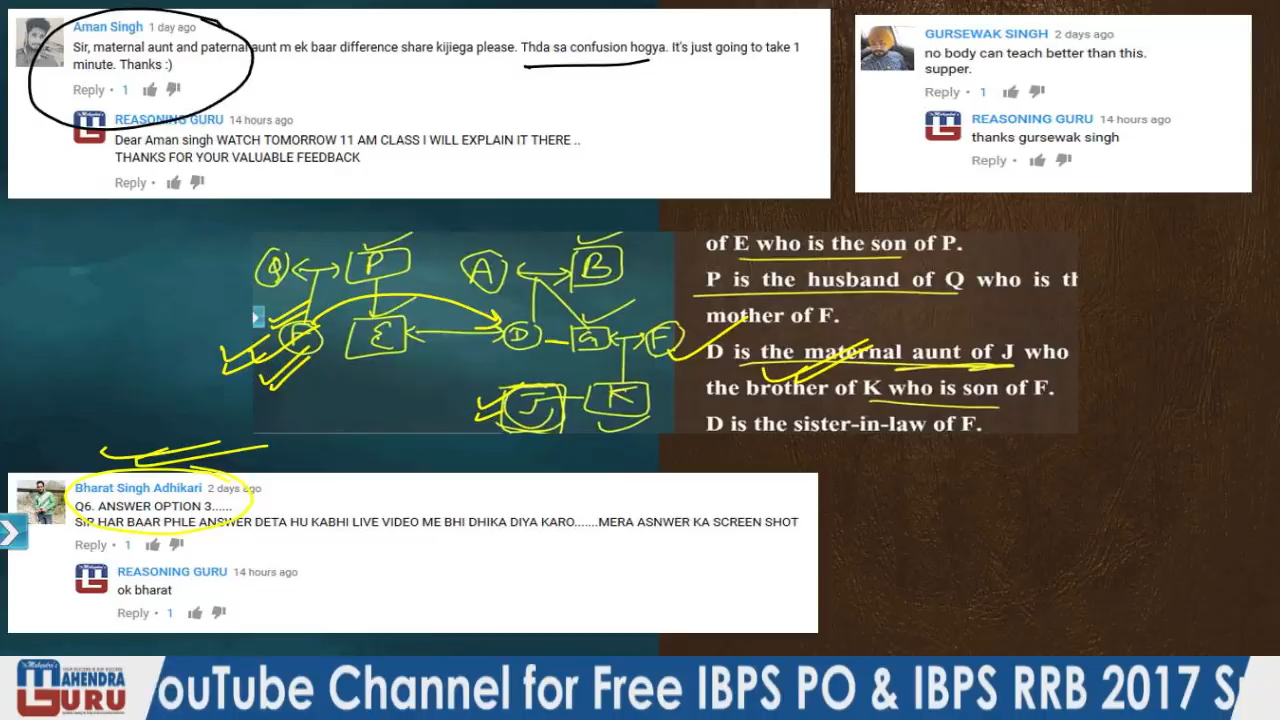 Aman Singh 1 day ago
Sir, maternal aunt and paternal aunt m ek baar difference share kijiega please. Thda sa confusion hogya. It's just going to take 1
minute. Thanks :)
Reply • 1
REASONING GURU 14 hours ago
Dear Aman singh WATCH TOMORROW 11 AM CLASS I WILL EXPLAIN IT THERE ..
THANKS FOR YOUR VALUABLE FEEDBACK
Reply •
GURSEWAK SINGH 2 days ago
no body can teach better than this.
supper.
Reply • 1
REASONING GURU 14 hours ago
thanks gursewak singh
Reply •
Q P A B
E D G F
J K
of E who is the son of P.
P is the husband of Q who is th
mother of F.
D is the maternal aunt of J who
the brother of K who is son of F.
D is the sister-in-law of F.
Bharat Singh Adhikari 2 days ago
Q6. ANSWER OPTION 3......
SIR HAR BAAR PHLE ANSWER DETA HU KABHI LIVE VIDEO ME BHI DHIKA DIYA KARO.......MERA ASNWER KA SCREEN SHOT
Reply • 1
REASONING GURU 14 hours ago
ok bharat
Reply • 1
MAHENDRA
GURU
ouTube Channel for Free IBPS PO & IBPS RRB 2017 S